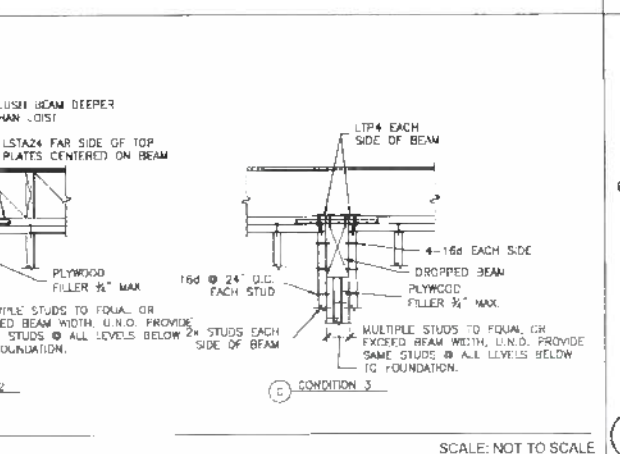 LUSH BEAM DEEPER
HAN JOIST
LSTA24 FAR SIDE OF TOP
PLATES CENTERED ON BEAM
PLYWOOD
FILLER ¾" MAX
IPLE STUDS TO EQUAL OR
ED BEAM WIDTH, U.N.O. PROVIDE
STUDS @ ALL LEVELS BELOW
OUNDATION.
2
LTP4 EACH
SIDE OF BEAM
4-16d EACH SIDE
DROPPED BEAM
PLYWOOD
FILLER ¾" MAX.
16d @ 24" O.C.
EACH STUD
2x STUDS EACH
SIDE OF BEAM
MULTIPLE STUDS TO EQUAL OR
EXCEED BEAM WIDTH, U.N.O. PROVIDE
SAME STUDS @ ALL LEVELS BELOW
TO FOUNDATION.
CONDITION 3
SCALE: NOT TO SCALE